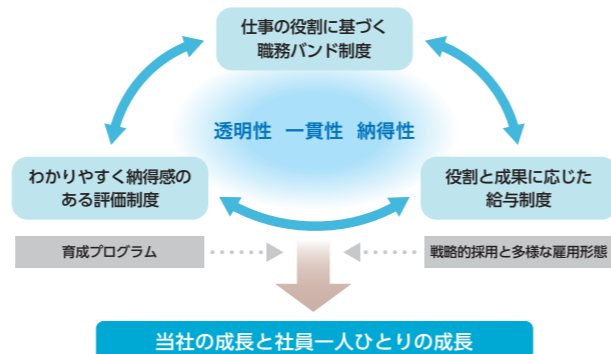 仕事の役割に基づく
職務バンド制度
透明性 一貫性 納得性
わかりやすく納得感の
ある評価制度
役割と成果に応じた
給与制度
育成プログラム
戦略的採用と多様な雇用形態
当社の成長と社員一人ひとりの成長